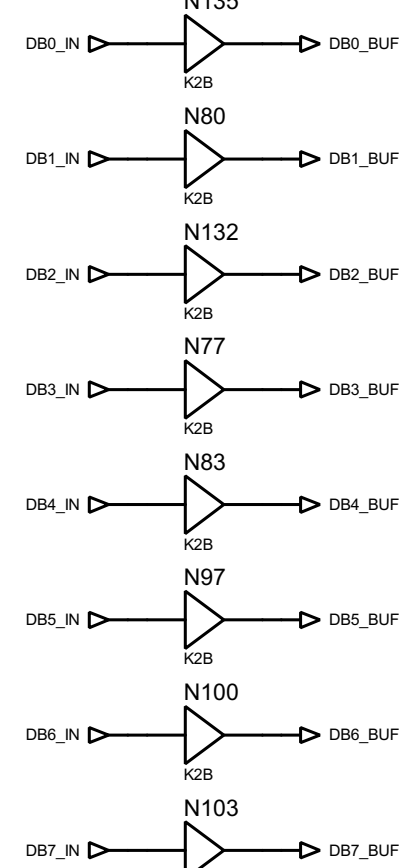 N135
DB0_IN DB0_BUF
K2B
N80
DB1_IN DB1_BUF
K2B
N132
DB2_IN DB2_BUF
K2B
N77
DB3_IN DB3_BUF
K2B
N83
DB4_IN DB4_BUF
K2B
N97
DB5_IN DB5_BUF
K2B
N100
DB6_IN DB6_BUF
K2B
N103
DB7_IN DB7_BUF